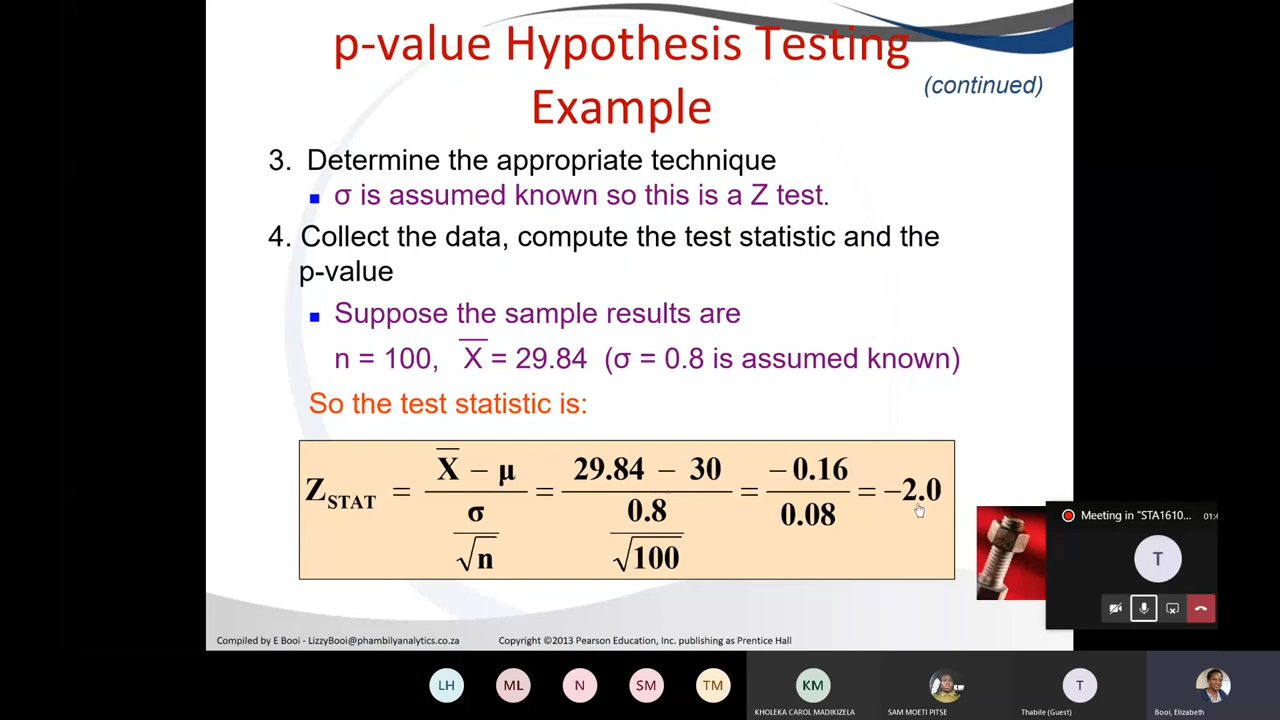 p-value Hypothesis Testing
Example
(continued)
3. Determine the appropriate technique
σ is assumed known so this is a Z test.
4. Collect the data, compute the test statistic and the
p-value
Suppose the sample results are
n = 100, X̅ = 29.84 (σ = 0.8 is assumed known)
So the test statistic is:
Z_STAT = (X̅ − μ) / (σ / √n) = (29.84 − 30) / (0.8 / √100) = −0.16 / 0.08 = −2.0
Meeting in "STA1610...
T
Compiled by E Booi - LizzyBooi@phambilyanalytics.co.za Copyright ©2013 Pearson Education, Inc. publishing as Prentice Hall
LH ML N SM TM KM T
KHOLEKA CAROL MADIKIZELA SAM MOETI PITSE Thabile (Guest) Booi, Elizabeth